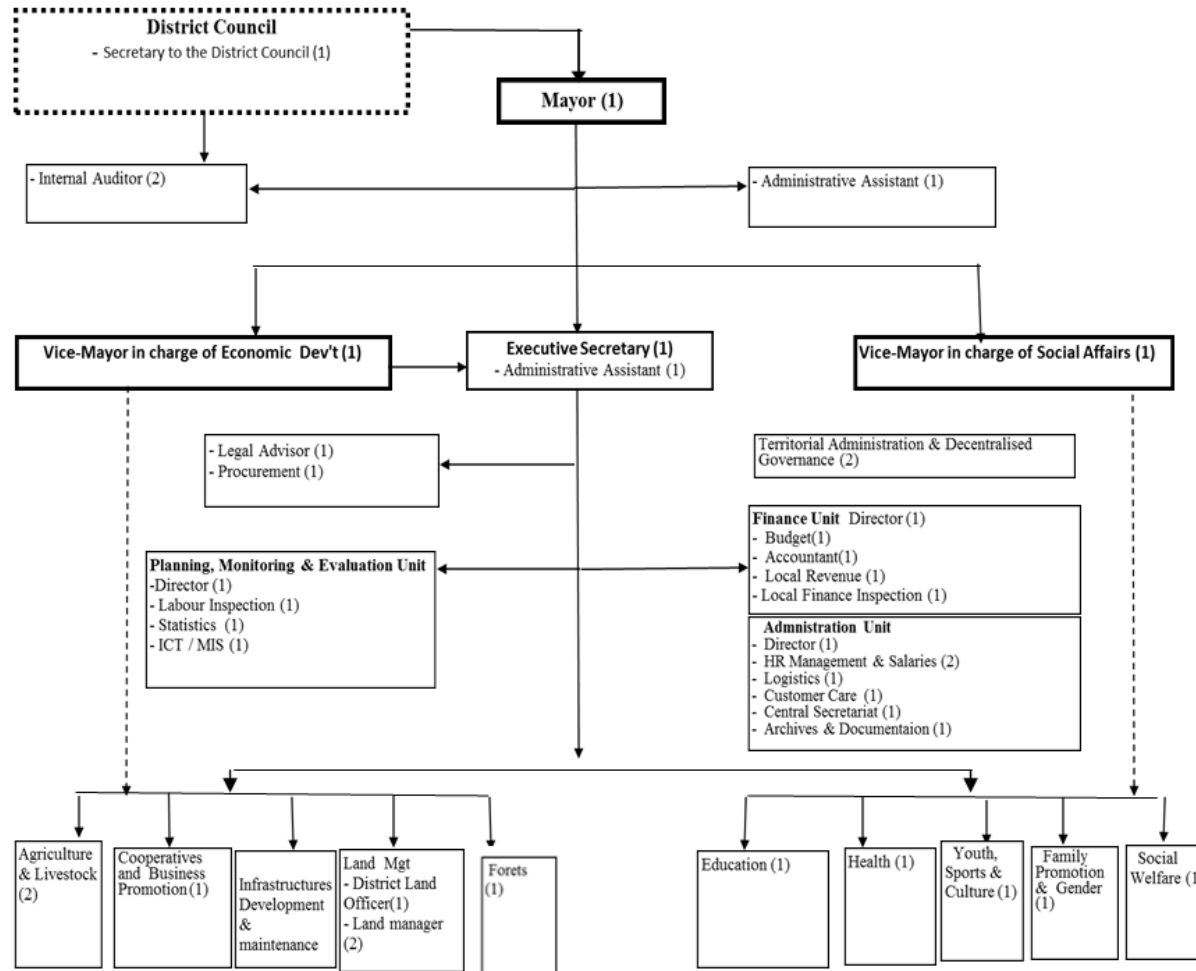 District Council
- Secretary to the District Council (1)
Mayor (1)
- Internal Auditor (2)
- Administrative Assistant (1)
Vice-Mayor in charge of Economic Dev't (1)
Executive Secretary (1)
- Administrative Assistant (1)
Vice-Mayor in charge of Social Affairs (1)
- Legal Advisor (1)
- Procurement (1)
Territorial Administration & Decentralised
Governance (2)
Finance Unit Director (1)
- Budget(1)
- Accountant(1)
- Local Revenue (1)
- Local Finance Inspection (1)
Planning, Monitoring & Evaluation Unit
-Director (1)
- Labour Inspection (1)
- Statistics (1)
- ICT / MIS (1)
Admnistration Unit
- Director (1)
- HR Management & Salaries (2)
- Logistics (1)
- Customer Care (1)
- Central Secretariat (1)
- Archives & Documentaion (1)
Agriculture
& Livestock
(2)
Cooperatives
and Business
Promotion (1)
Infrastructures
Development
&
maintenance
Land Mgt
- District Land
Officer(1)
- Land manager
(2)
Forets
(1)
Education (1)
Health (1)
Youth,
Sports &
Culture (1)
Family
Promotion
& Gender
(1)
Social
Welfare (1